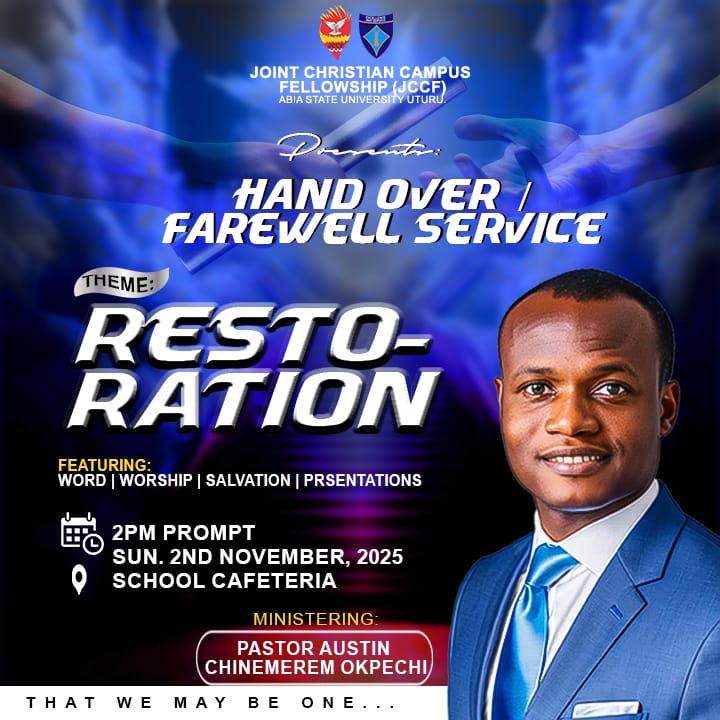 JOINT CHRISTIAN CAMPUS
FELLOWSHIP (JCCF)
ABIA STATE UNIVERSITY UTURU.
Presents:
HAND OVER /
FAREWELL SERVICE
THEME:
RESTO-
RATION
FEATURING:
WORD | WORSHIP | SALVATION | PRSENTATIONS
2PM PROMPT
SUN. 2ND NOVEMBER, 2025
SCHOOL CAFETERIA
MINISTERING:
PASTOR AUSTIN
CHINEMEREM OKPECHI
THAT WE MAY BE ONE...